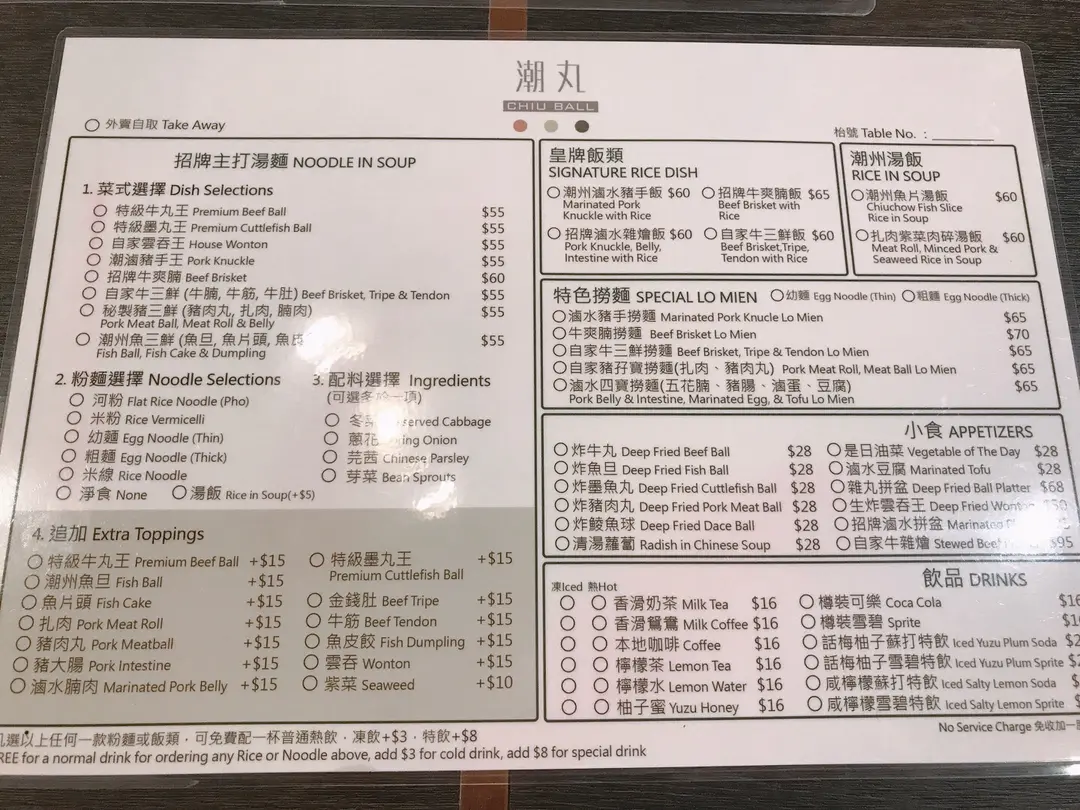 潮丸
CHIU BALL
外賣自取 Take Away
枱號 Table No. :
招牌主打湯麵 NOODLE IN SOUP
1. 菜式選擇 Dish Selections
特級牛丸王 Premium Beef Ball $55
特級墨丸王 Premium Cuttlefish Ball $55
自家雲吞王 House Wonton $55
潮滷豬手王 Pork Knuckle $55
招牌牛爽腩 Beef Brisket $60
自家牛三鮮 (牛腩, 牛筋, 牛肚) Beef Brisket, Tripe & Tendon $55
秘製豬三鮮 (豬肉丸, 扎肉, 腩肉) $55
Pork Meat Ball, Meat Roll & Belly
潮州魚三鮮 (魚旦, 魚片頭, 魚皮 $55
Fish Ball, Fish Cake & Dumpling
2. 粉麵選擇 Noodle Selections
河粉 Flat Rice Noodle (Pho)
米粉 Rice Vermicelli
幼麵 Egg Noodle (Thin)
粗麵 Egg Noodle (Thick)
米線 Rice Noodle
淨食 None 湯飯 Rice in Soup(+$5)
3. 配料選擇 Ingredients
(可選多於一項)
冬菜 Cabbage
蔥花 Onion
芫茜 Chinese Parsley
芽菜 Bean Sprouts
4. 追加 Extra Toppings
特級牛丸王 Premium Beef Ball +$15
潮州魚旦 Fish Ball +$15
魚片頭 Fish Cake +$15
扎肉 Pork Meat Roll +$15
豬肉丸 Pork Meatball +$15
豬大腸 Pork Intestine +$15
滷水腩肉 Marinated Pork Belly +$15
特級墨丸王 +$15
Premium Cuttlefish Ball
金錢肚 Beef Tripe +$15
牛筋 Beef Tendon +$15
魚皮餃 Fish Dumpling +$15
雲吞 Wonton +$15
紫菜 Seaweed +$10
皇牌飯類
SIGNATURE RICE DISH
潮州滷水豬手飯 $60
Marinated Pork
Knuckle with Rice
招牌牛爽腩飯 $65
Beef Brisket with
Rice
招牌滷水雜燴飯 $60
Pork Knuckle, Belly,
Intestine with Rice
自家牛三鮮飯 $60
Beef Brisket,Tripe,
Tendon with Rice
潮州湯飯
RICE IN SOUP
潮州魚片湯飯 $60
Chiuchow Fish Slice
Rice in Soup
扎肉紫菜肉碎湯飯 $60
Meat Roll, Minced Pork &
Seaweed Rice in Soup
特色撈麵 SPECIAL LO MIEN 幼麵 Egg Noodle (Thin) 粗麵 Egg Noodle (Thick)
滷水豬手撈麵 Marinated Pork Knucle Lo Mien $65
牛爽腩撈麵 Beef Brisket Lo Mien $70
自家牛三鮮撈麵 Beef Brisket, Tripe & Tendon Lo Mien $65
自家豬孖寶撈麵(扎肉、豬肉丸) Pork Meat Roll, Meat Ball Lo Mien $65
滷水四寶撈麵(五花腩、豬腸、滷蛋、豆腐) $65
Pork Belly & Intestine, Marinated Egg, & Tofu Lo Mien
小食 APPETIZERS
炸牛丸 Deep Fried Beef Ball $28
炸魚旦 Deep Fried Fish Ball $28
炸墨魚丸 Deep Fried Cuttlefish Ball $28
炸豬肉丸 Deep Fried Pork Meat Ball $28
炸鯪魚球 Deep Fried Dace Ball $28
清湯蘿蔔 Radish in Chinese Soup $28
是日油菜 Vegetable of The Day $28
滷水豆腐 Marinated Tofu $28
雜丸拼盆 Deep Fried Ball Platter $68
生炸雲吞王 Deep Fried
招牌滷水拼盆 Marinated
自家牛雜燴 Stewed Beef $95
飲品 DRINKS
凍Iced 熱Hot
香滑奶茶 Milk Tea $16
香滑鴛鴦 Milk Coffee $16
本地咖啡 Coffee $16
檸檬茶 Lemon Tea $16
檸檬水 Lemon Water $16
柚子蜜 Yuzu Honey $16
樽裝可樂 Coca Cola
樽裝雪碧 Sprite
話梅柚子蘇打特飲 Iced Yuzu Plum Soda
話梅柚子雪碧特飲 Iced Yuzu Plum Sprite
咸檸檬蘇打特飲 Iced Salty Lemon Soda
咸檸檬雪碧特飲 Iced Salty Lemon Sprite
No Service Charge 免收加一
選以上任何一款粉麵或飯類，可免費配一杯普通熱飲，凍飲+$3，特飲+$8
for a normal drink for ordering any Rice or Noodle above, add $3 for cold drink, add $8 for special drink